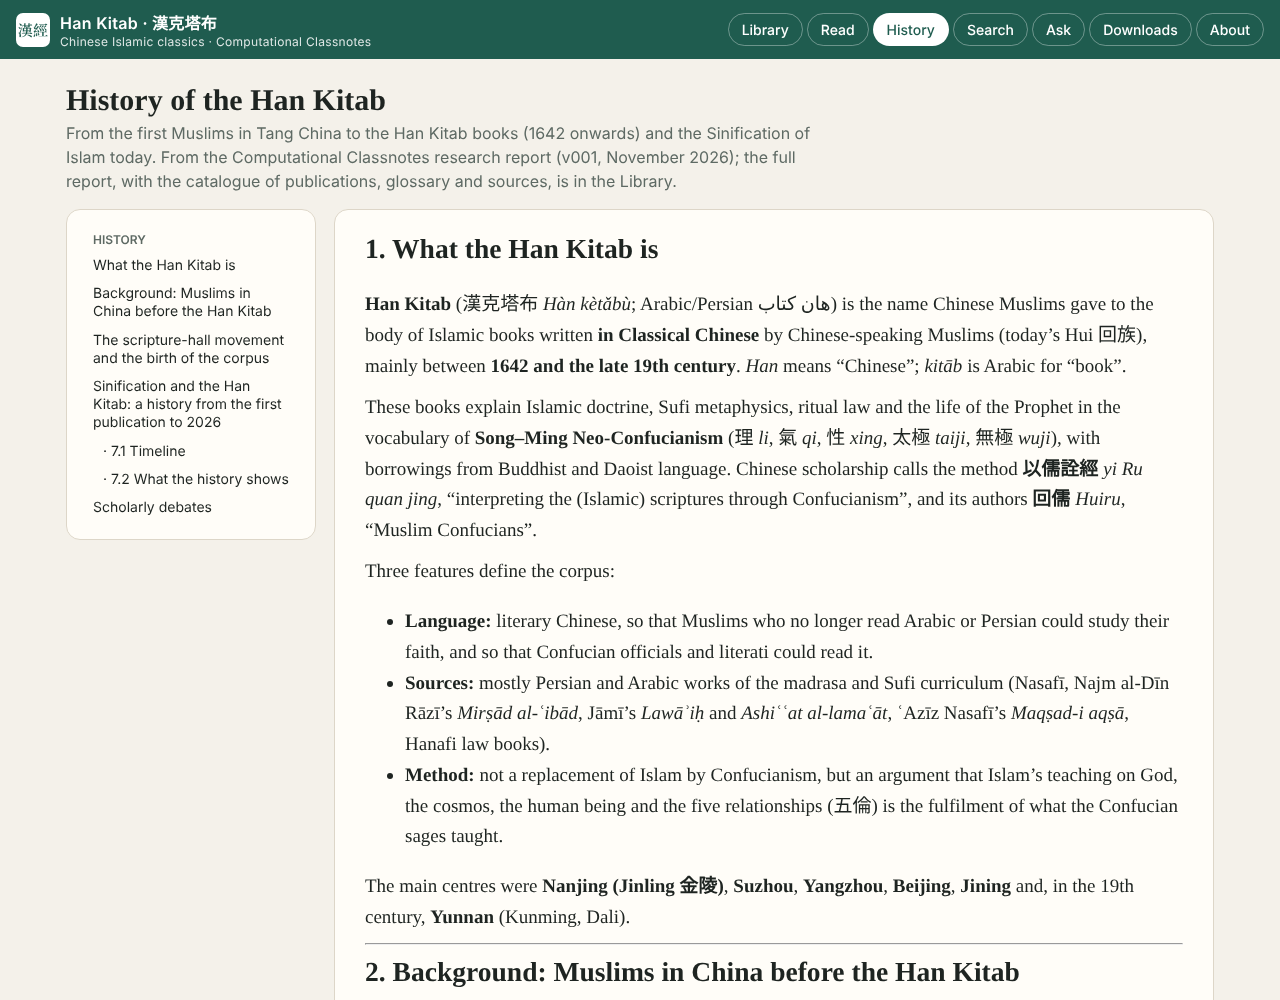 漢經
Han Kitab · 漢克塔布
Chinese Islamic classics · Computational Classnotes
Library
Read
History
Search
Ask
Downloads
About
History of the Han Kitab
From the first Muslims in Tang China to the Han Kitab books (1642 onwards) and the Sinification of
Islam today. From the Computational Classnotes research report (v001, November 2026); the full
report, with the catalogue of publications, glossary and sources, is in the Library.
HISTORY
What the Han Kitab is
Background: Muslims in
China before the Han Kitab
The scripture-hall movement
and the birth of the corpus
Sinification and the Han
Kitab: a history from the first
publication to 2026
· 7.1 Timeline
· 7.2 What the history shows
Scholarly debates
1. What the Han Kitab is
Han Kitab (漢克塔布 Hàn kètǎbù; Arabic/Persian هان كتاب) is the name Chinese Muslims gave to the
body of Islamic books written in Classical Chinese by Chinese-speaking Muslims (today’s Hui 回族),
mainly between 1642 and the late 19th century. Han means “Chinese”; kitāb is Arabic for “book”.
These books explain Islamic doctrine, Sufi metaphysics, ritual law and the life of the Prophet in the
vocabulary of Song–Ming Neo-Confucianism (理 li, 氣 qi, 性 xing, 太極 taiji, 無極 wuji), with
borrowings from Buddhist and Daoist language. Chinese scholarship calls the method 以儒詮經 yi Ru
quan jing, “interpreting the (Islamic) scriptures through Confucianism”, and its authors 回儒 Huiru,
“Muslim Confucians”.
Three features define the corpus:
• Language: literary Chinese, so that Muslims who no longer read Arabic or Persian could study their
faith, and so that Confucian officials and literati could read it.
• Sources: mostly Persian and Arabic works of the madrasa and Sufi curriculum (Nasafī, Najm al-Dīn
Rāzī’s Mirṣād al-ʿibād, Jāmī’s Lawāʾiḥ and Ashiʿʿat al-lamaʿāt, ʿAzīz Nasafī’s Maqṣad-i aqṣā,
Hanafi law books).
• Method: not a replacement of Islam by Confucianism, but an argument that Islam’s teaching on God,
the cosmos, the human being and the five relationships (五倫) is the fulfilment of what the Confucian
sages taught.
The main centres were Nanjing (Jinling 金陵), Suzhou, Yangzhou, Beijing, Jining and, in the 19th
century, Yunnan (Kunming, Dali).
2. Background: Muslims in China before the Han Kitab